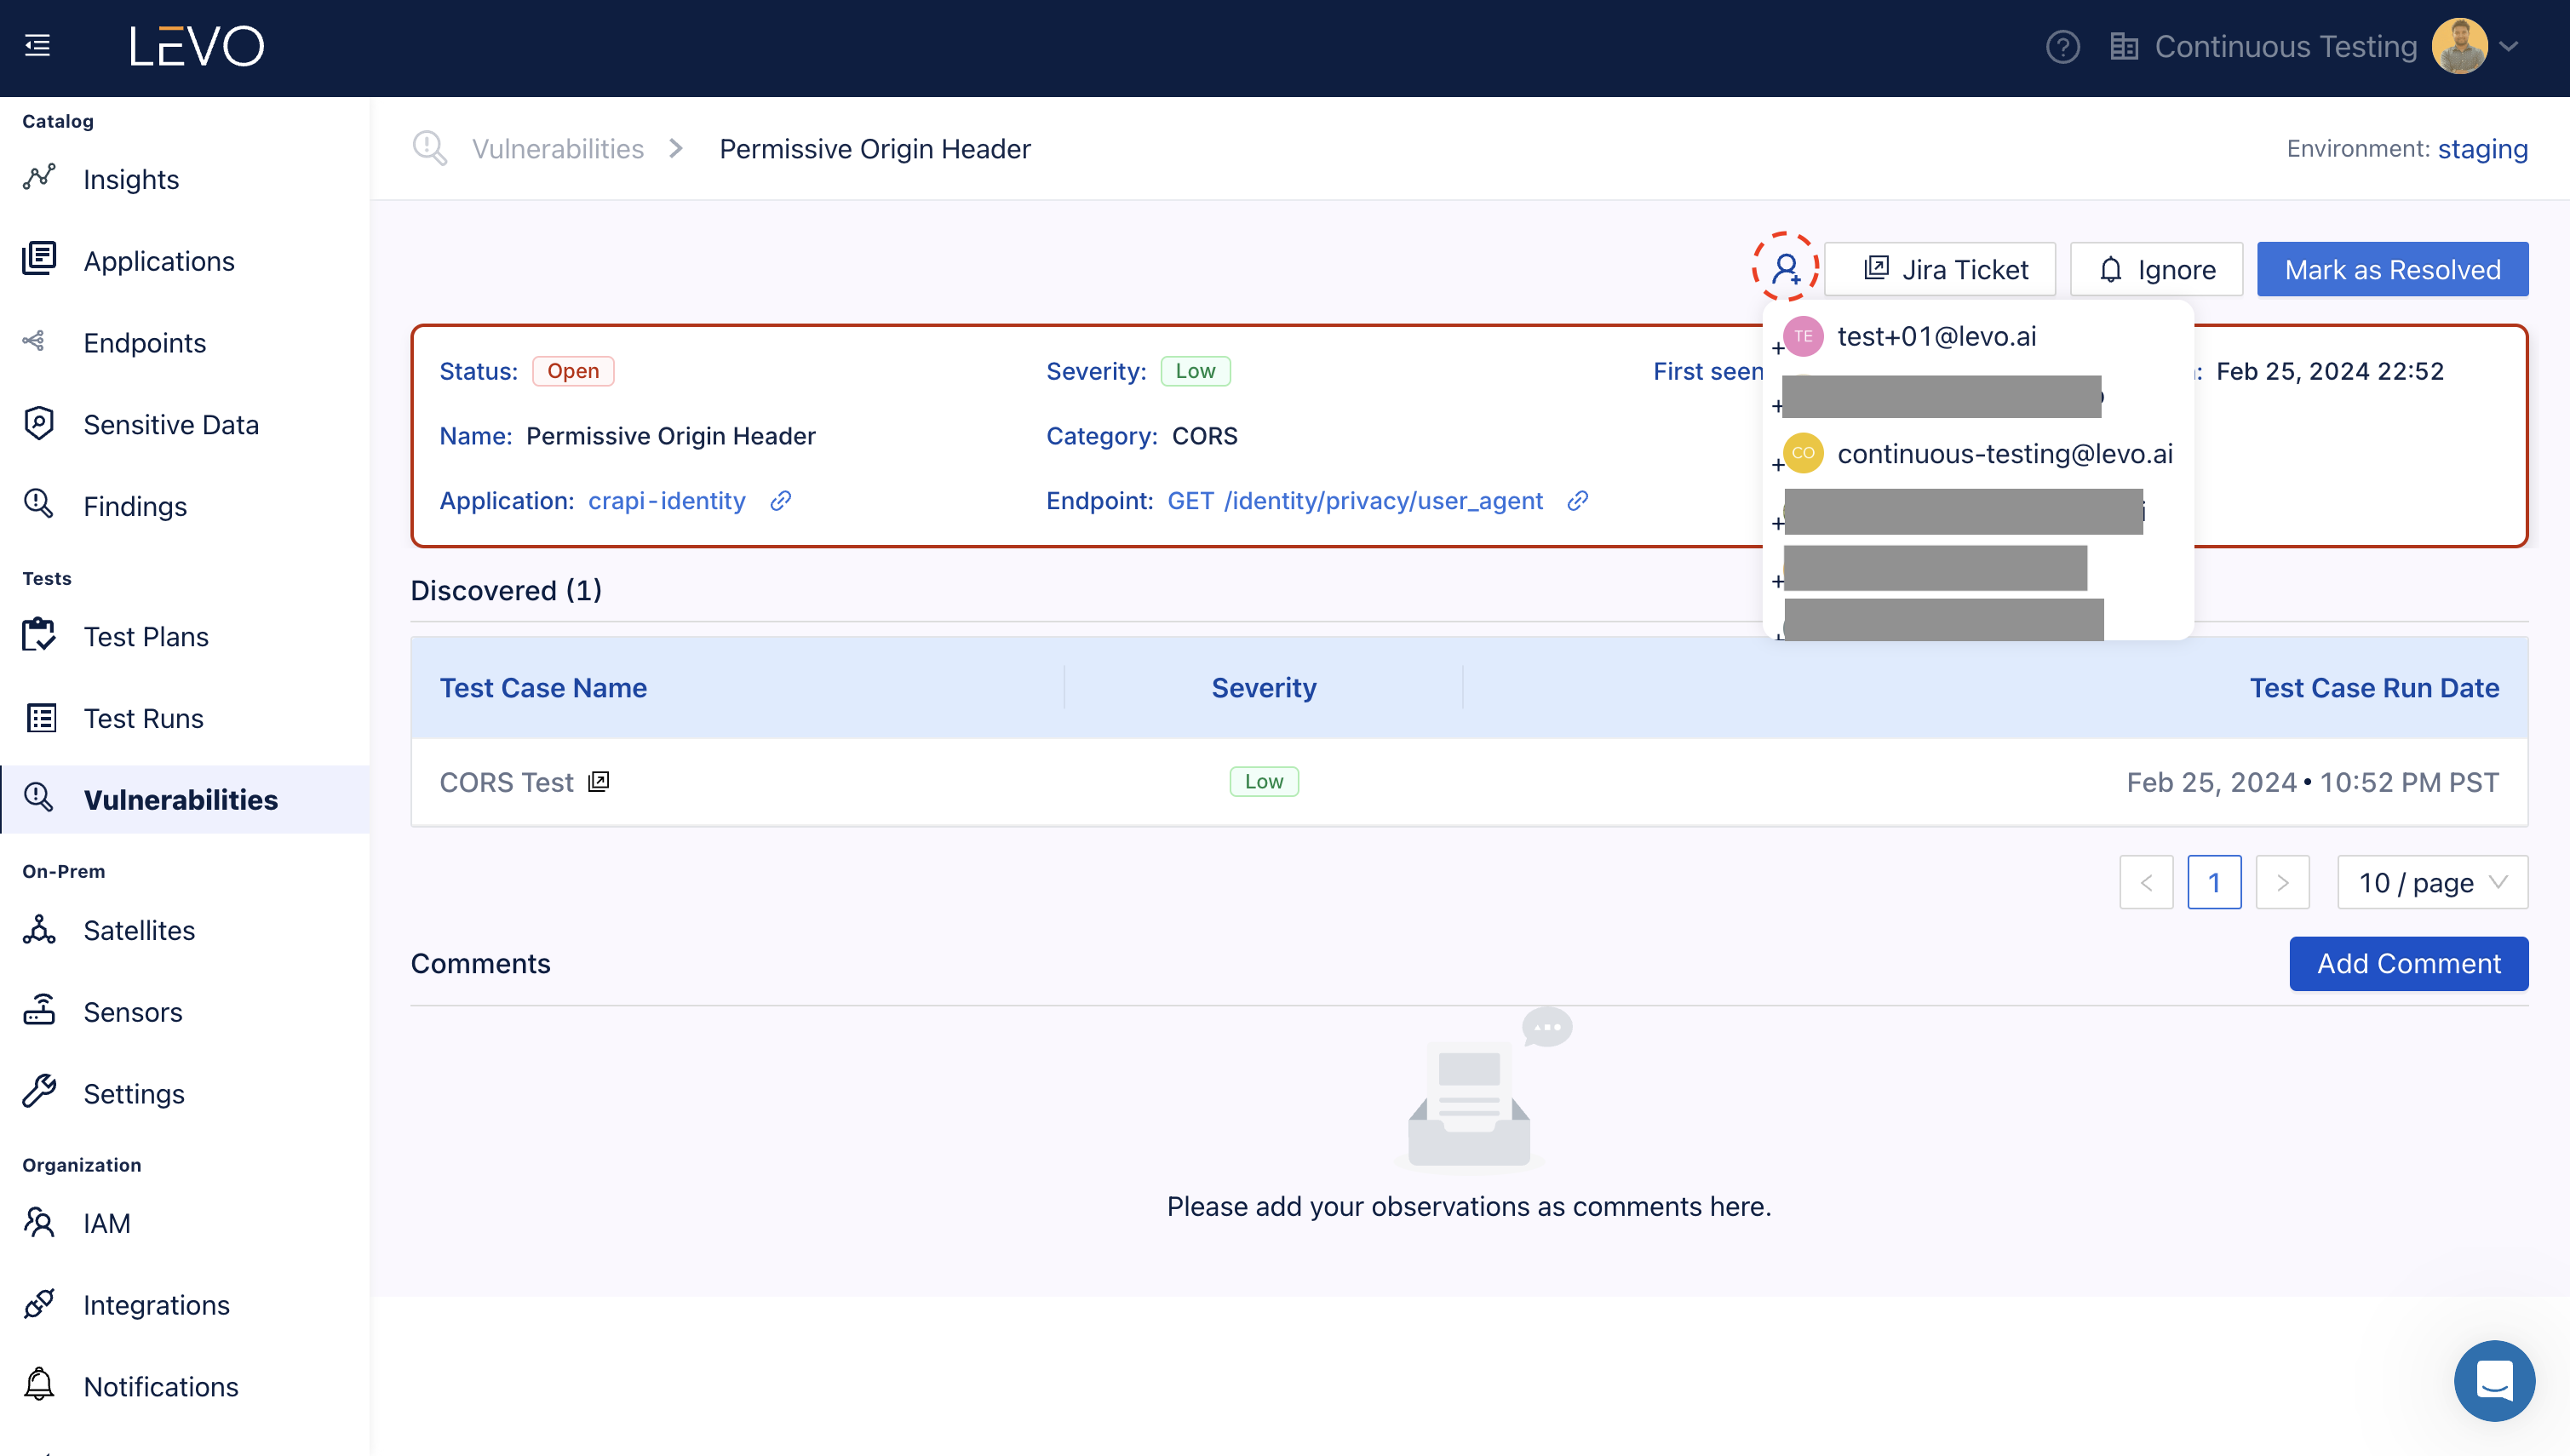 LEVO
Continuous Testing
Catalog
Insights
Applications
Endpoints
Sensitive Data
Findings
Tests
Test Plans
Test Runs
Vulnerabilities
On-Prem
Satellites
Sensors
Settings
Organization
IAM
Integrations
Notifications
Vulnerabilities > Permissive Origin Header
Environment: staging
Jira Ticket
Ignore
Mark as Resolved
+ TE test+01@levo.ai
+
+ CO continuous-testing@levo.ai
+
+
+
Status: Open
Severity: Low
First seen
: Feb 25, 2024 22:52
Name: Permissive Origin Header
Category: CORS
Application: crapi-identity
Endpoint: GET /identity/privacy/user_agent
Discovered (1)
Test Case Name Severity Test Case Run Date
CORS Test Low Feb 25, 2024 • 10:52 PM PST
1
10 / page
Comments
Add Comment
Please add your observations as comments here.